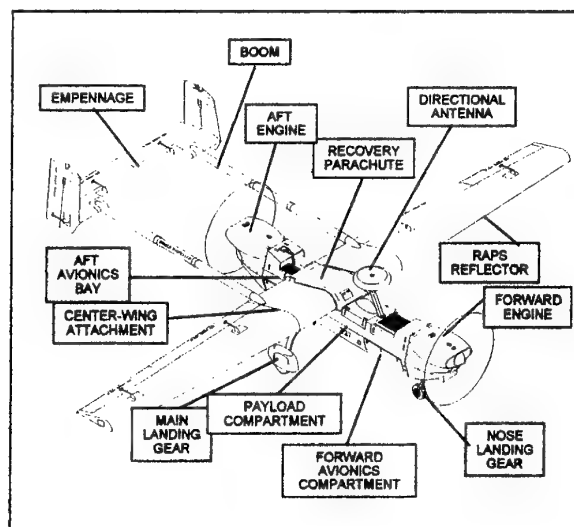 BOOM
EMPENNAGE
AFT
ENGINE
DIRECTIONAL
ANTENNA
RECOVERY
PARACHUTE
RAPS
REFLECTOR
AFT
AVIONICS
BAY
CENTER-WING
ATTACHMENT
FORWARD
ENGINE
MAIN
LANDING
GEAR
PAYLOAD
COMPARTMENT
FORWARD
AVIONICS
COMPARTMENT
NOSE
LANDING
GEAR